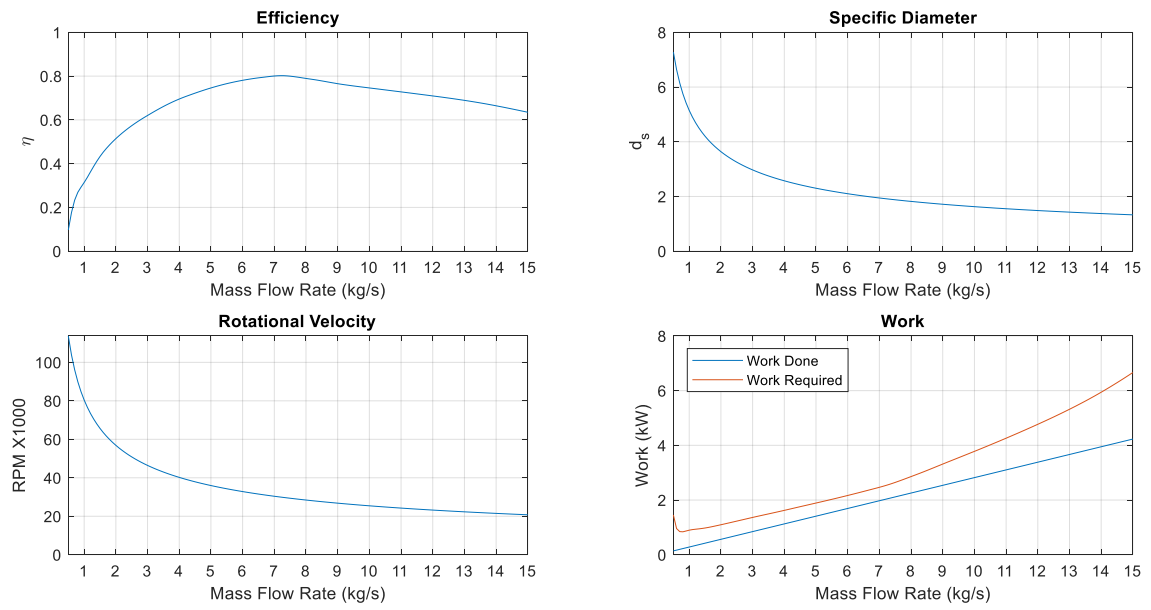 Efficiency
1
0.8
0.6
0.4
0.2
0
η
1 2 3 4 5 6 7 8 9 10 11 12 13 14 15
Mass Flow Rate (kg/s)
Specific Diameter
8
6
4
2
0
d_s
1 2 3 4 5 6 7 8 9 10 11 12 13 14 15
Mass Flow Rate (kg/s)
Rotational Velocity
100
80
60
40
20
0
RPM X1000
1 2 3 4 5 6 7 8 9 10 11 12 13 14 15
Mass Flow Rate (kg/s)
Work
Work Done
Work Required
8
6
4
2
0
Work (kW)
1 2 3 4 5 6 7 8 9 10 11 12 13 14 15
Mass Flow Rate (kg/s)